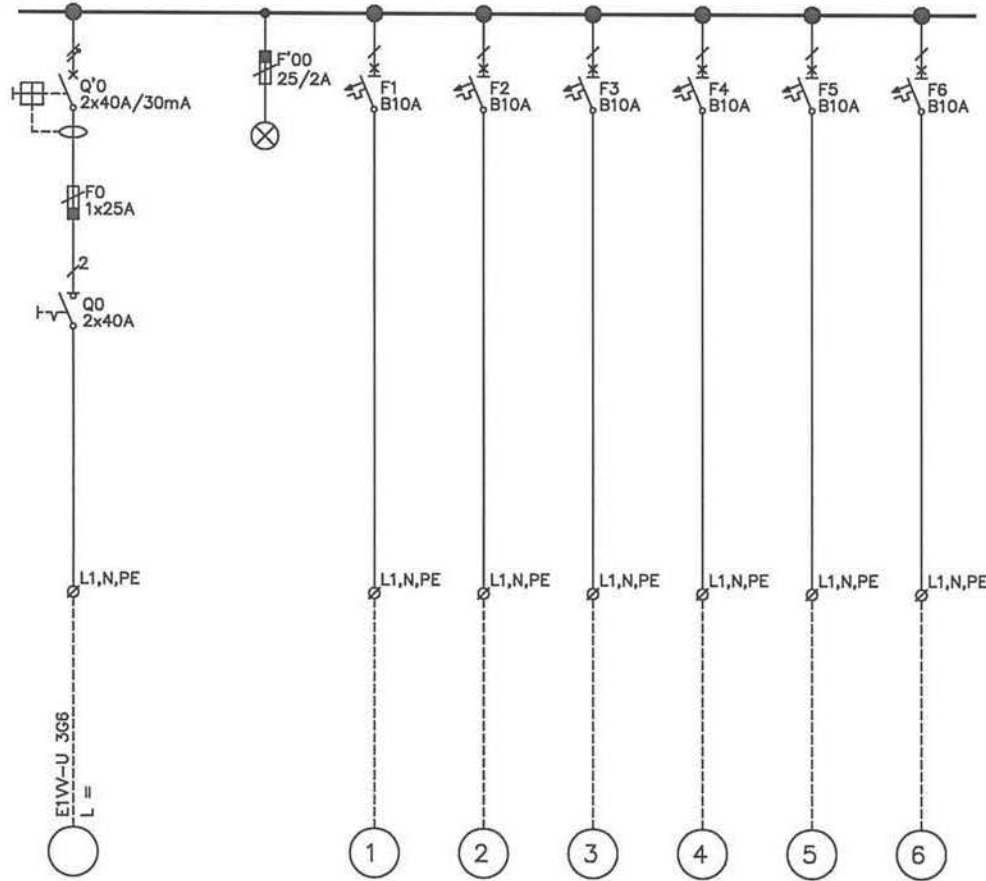 Q'0
2x40A/30mA
F0
1x25A
2
Q0
2x40A
L1,N,PE
E1VV-U 3G6
L =
F'00
25/2A
F1
B10A
L1,N,PE
1
F2
B10A
L1,N,PE
2
F3
B10A
L1,N,PE
3
F4
B10A
L1,N,PE
4
F5
B10A
L1,N,PE
5
F6
B10A
L1,N,PE
6